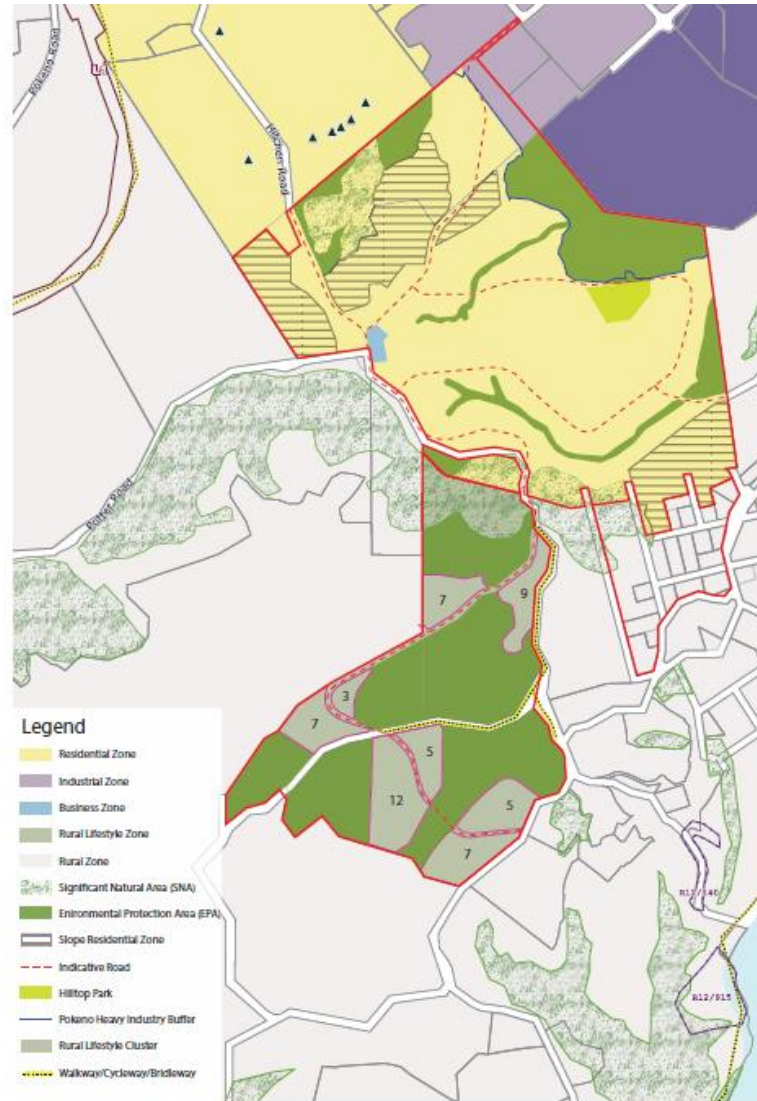 Pokeno Road
L1
Hitchen Road
Potter Road
7
9
3
7
5
12
5
7
R11/140
R12/915
Legend
Residential Zone
Industrial Zone
Business Zone
Rural Lifestyle Zone
Rural Zone
Significant Natural Area (SNA)
Enironmental Protection Area (EPA)
Slope Residential Zone
Indicative Road
Hilltop Park
Pokeno Heavy Industry Buffer
Rural Lifestyle Cluster
Walkway/Cycleway/Bridleway